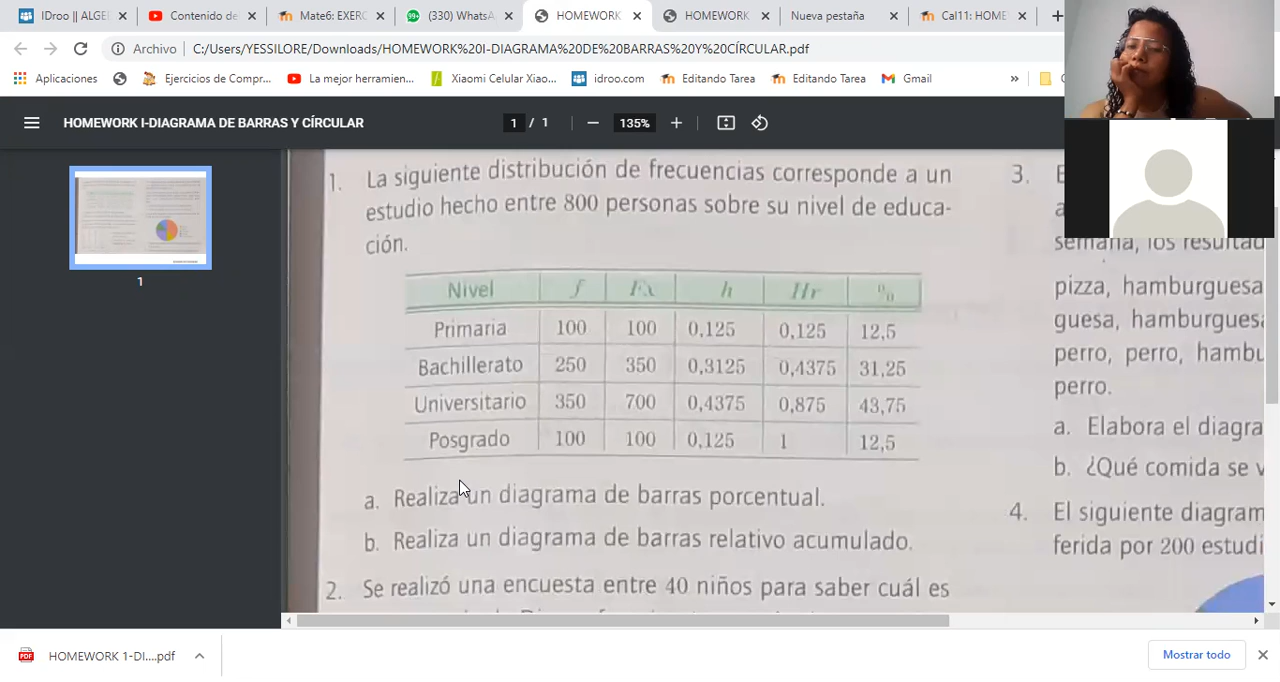 IDroo || ALGE
Contenido de
Mate6: EXERC
(330) WhatsA
HOMEWORK
HOMEWORK
Nueva pestaña
Cal11: HOME
Archivo | C:/Users/YESSILORE/Downloads/HOMEWORK%20I-DIAGRAMA%20DE%20BARRAS%20Y%20CÍRCULAR.pdf
Aplicaciones
Ejercicios de Compr...
La mejor herramien...
Xiaomi Celular Xiao...
idroo.com
Editando Tarea
Editando Tarea
Gmail
»
HOMEWORK I-DIAGRAMA DE BARRAS Y CÍRCULAR
1 / 1
135%
1
1. La siguiente distribución de frecuencias corresponde a un
estudio hecho entre 800 personas sobre su nivel de educa-
ción.
Nivel f h Hr %
Primaria 100 100 0,125 0,125 12,5
Bachillerato 250 350 0,3125 0,4375 31,25
Universitario 350 700 0,4375 0,875 43,75
Posgrado 100 100 0,125 1 12,5
a. Realiza un diagrama de barras porcentual.
b. Realiza un diagrama de barras relativo acumulado.
2. Se realizó una encuesta entre 40 niños para saber cuál es
3.
semana, los resultad
pizza, hamburguesa
guesa, hamburgues
perro, perro, hambu
perro.
a. Elabora el diagra
b. ¿Qué comida se v
4. El siguiente diagram
ferida por 200 estudi
HOMEWORK 1-DI....pdf
Mostrar todo